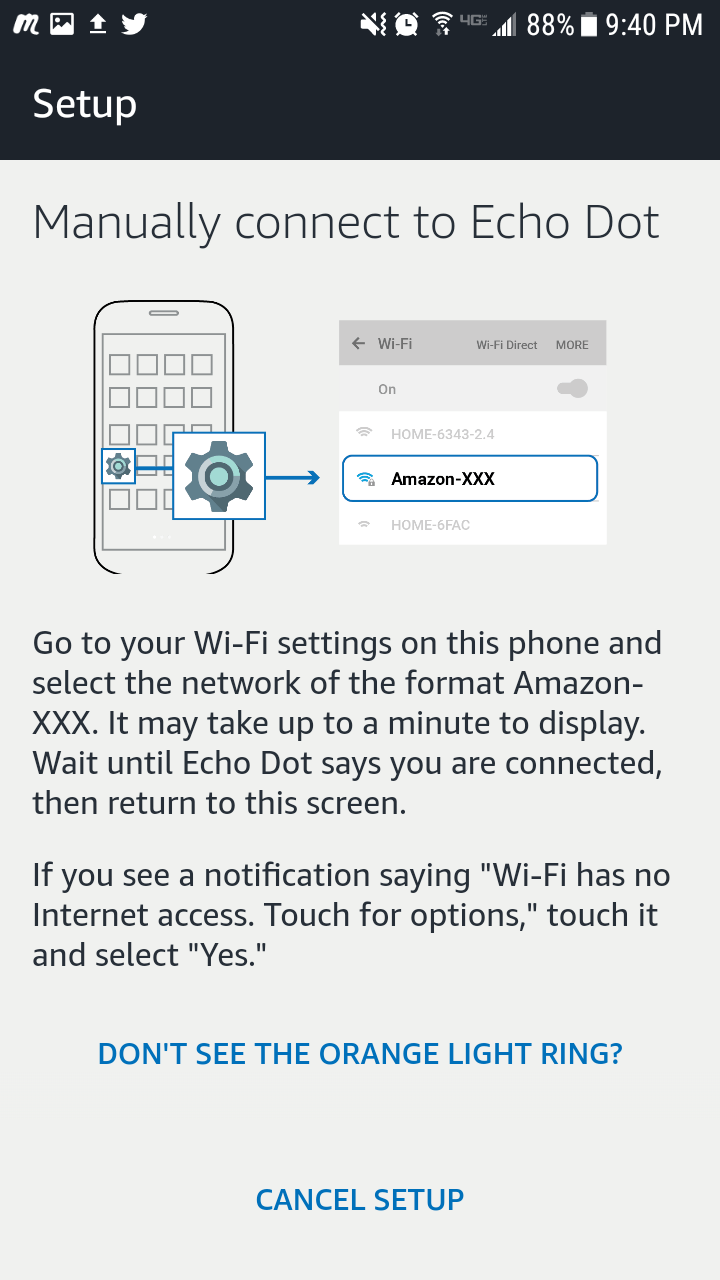 4G
88% 9:40 PM
Setup
Manually connect to Echo Dot
Wi-Fi Wi-Fi Direct MORE
On
HOME-6343-2.4
Amazon-XXX
HOME-6FAC
Go to your Wi-Fi settings on this phone and
select the network of the format Amazon-
XXX. It may take up to a minute to display.
Wait until Echo Dot says you are connected,
then return to this screen.
If you see a notification saying "Wi-Fi has no
Internet access. Touch for options," touch it
and select "Yes."
DON'T SEE THE ORANGE LIGHT RING?
CANCEL SETUP